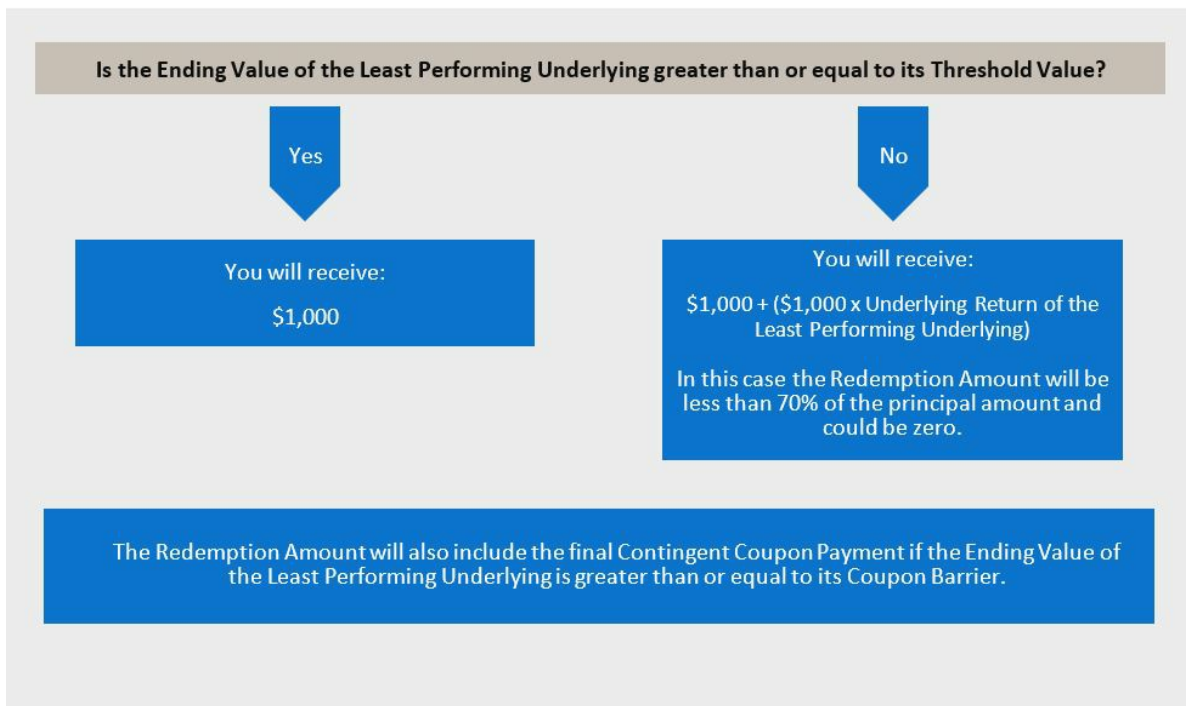 Is the Ending Value of the Least Performing Underlying greater than or equal to its Threshold Value?
Yes
No
You will receive:
$1,000
You will receive:
$1,000 + ($1,000 x Underlying Return of the
Least Performing Underlying)
In this case the Redemption Amount will be
less than 70% of the principal amount and
could be zero.
The Redemption Amount will also include the final Contingent Coupon Payment if the Ending Value of
the Least Performing Underlying is greater than or equal to its Coupon Barrier.